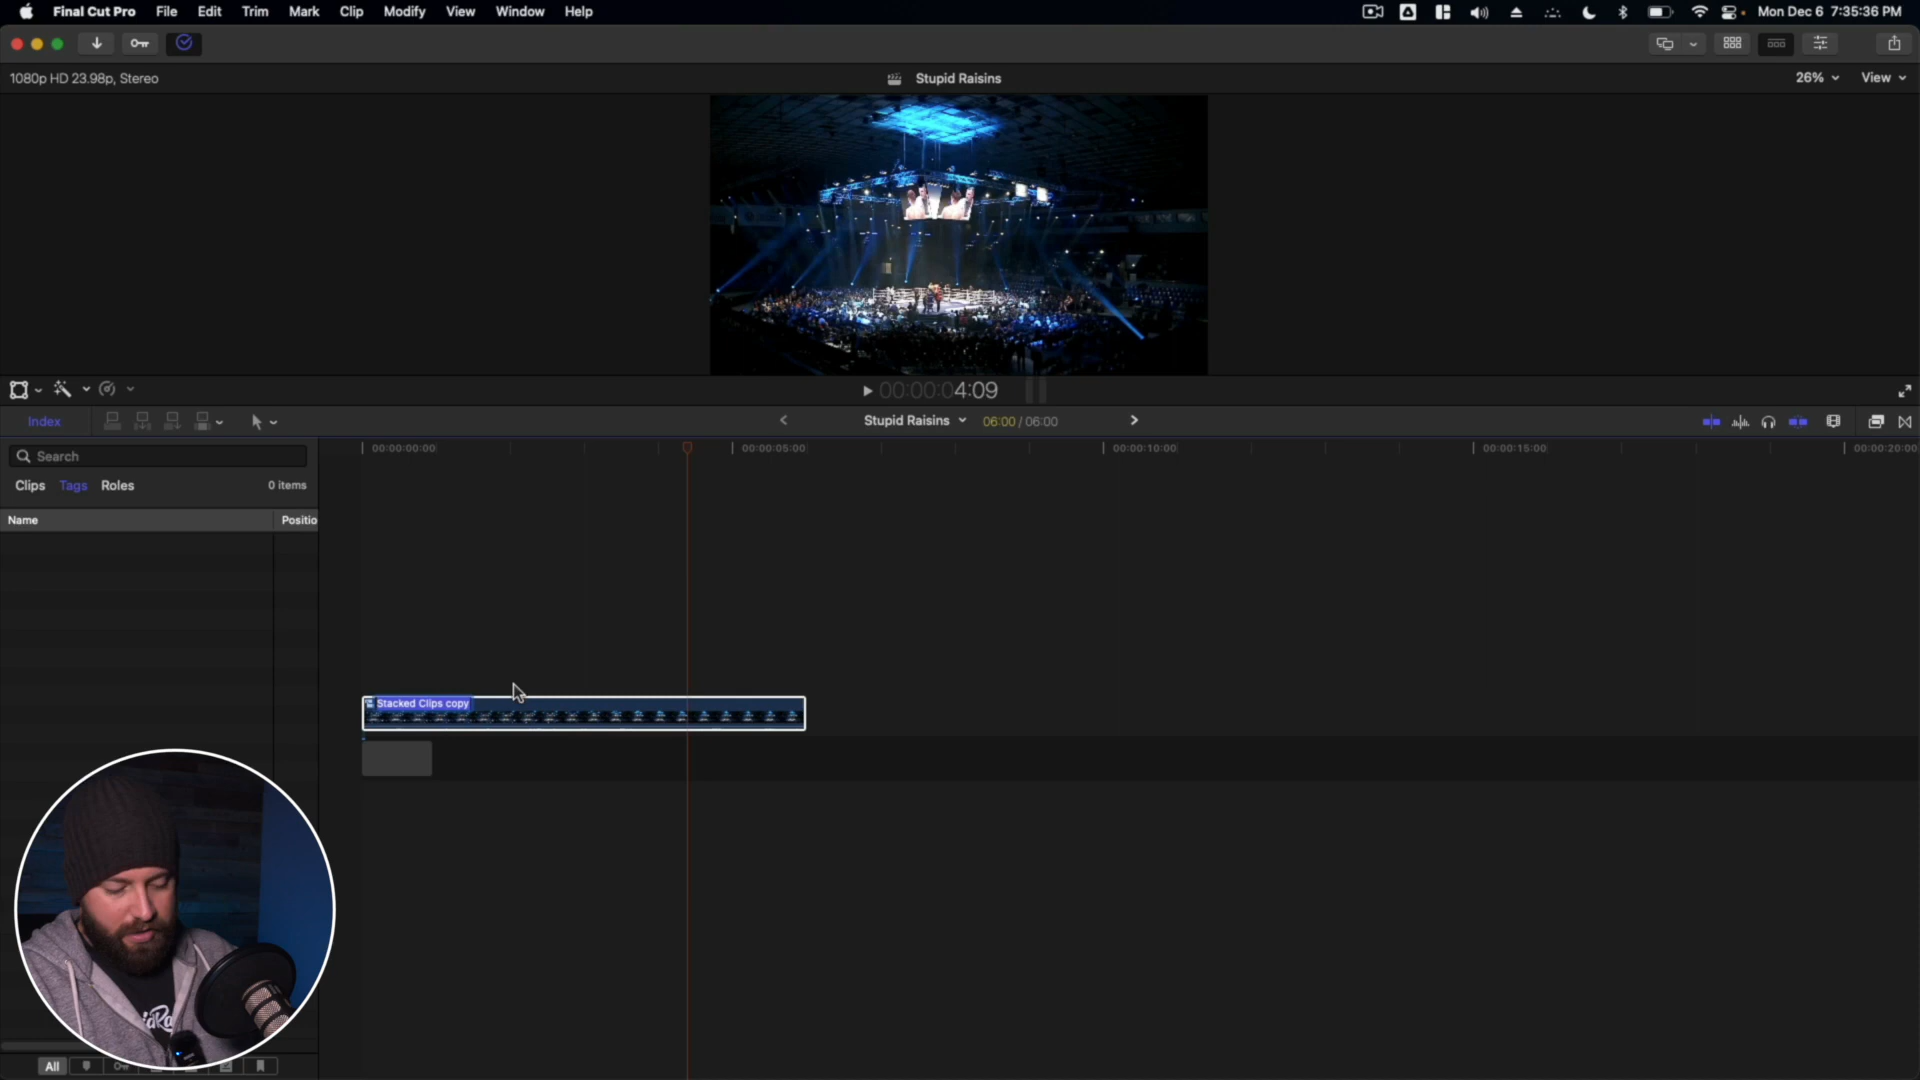 Final Cut Pro File Edit Trim Mark Clip Modify View Window Help Mon Dec 6 7:35:36 PM
1080p HD 23.98p, Stereo Stupid Raisins 26% View
00:00:04:09
Index Stupid Raisins 06:00 / 06:00
Search 00:00:00:00 00:00:05:00 00:00:10:00 00:00:15:00 00:00:20:00
Clips Tags Roles 0 items
Name Positio
Stacked Clips copy
All